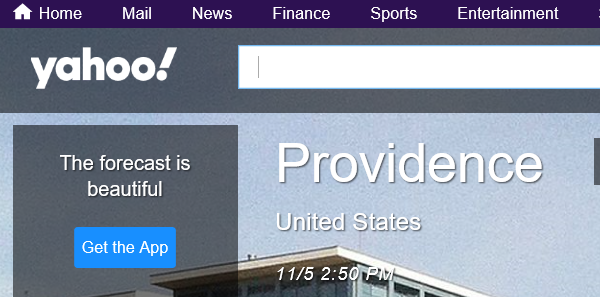 Home Mail News Finance Sports Entertainment
yahoo!
The forecast is
beautiful
Get the App
Providence
United States
11/5 2:50 PM